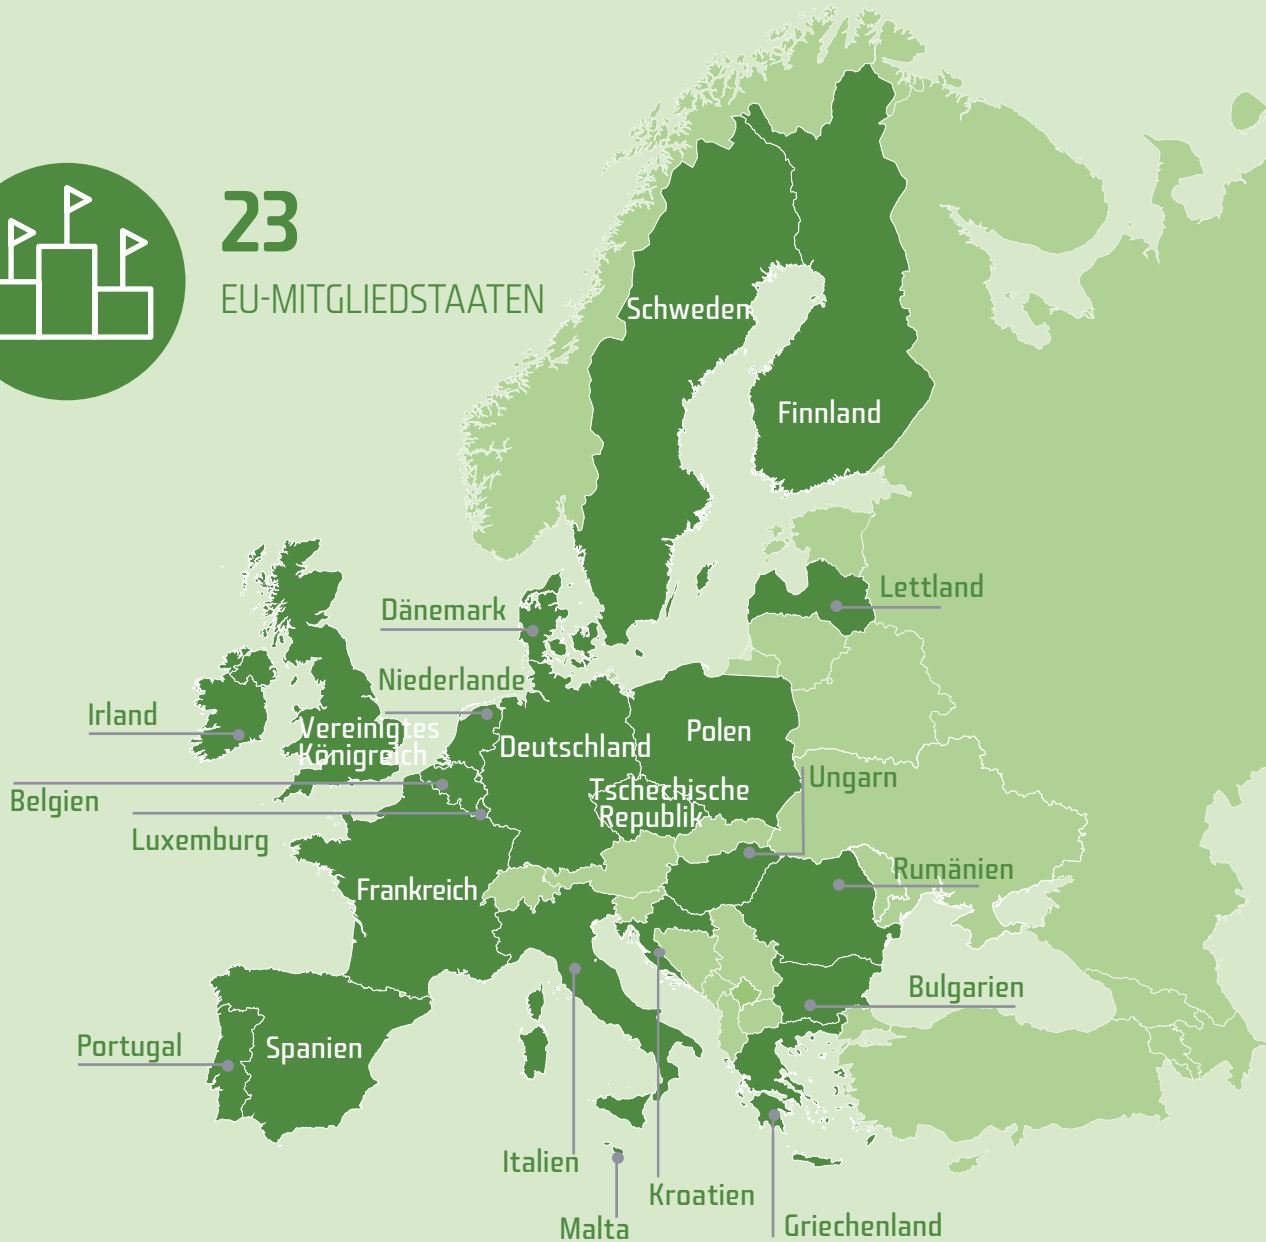 23
EU-MITGLIEDSTAATEN
Schweden
Finnland
Lettland
Dänemark
Niederlande
Irland
Vereinigtes
Königreich
Deutschland
Polen
Ungarn
Tschechische
Republik
Belgien
Luxemburg
Rumänien
Frankreich
Bulgarien
Portugal
Spanien
Italien
Kroatien
Malta
Griechenland